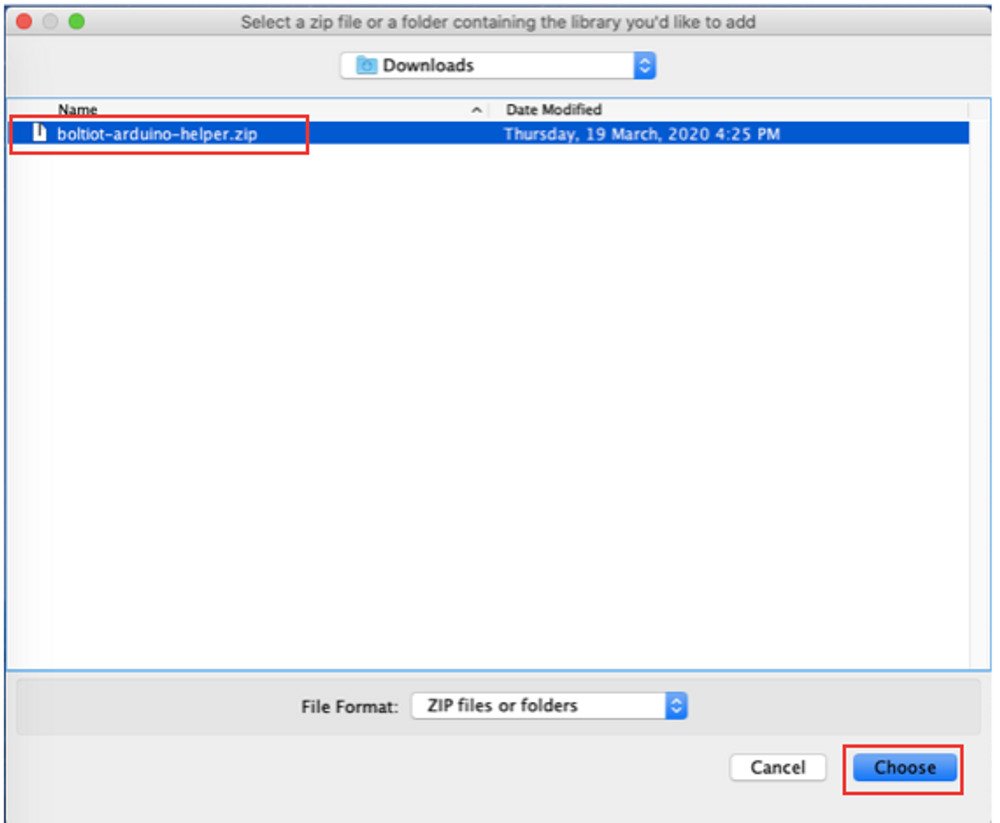 Select a zip file or a folder containing the library you'd like to add
Downloads
Name Date Modified
boltiot-arduino-helper.zip Thursday, 19 March, 2020 4:25 PM
File Format: ZIP files or folders
Cancel Choose